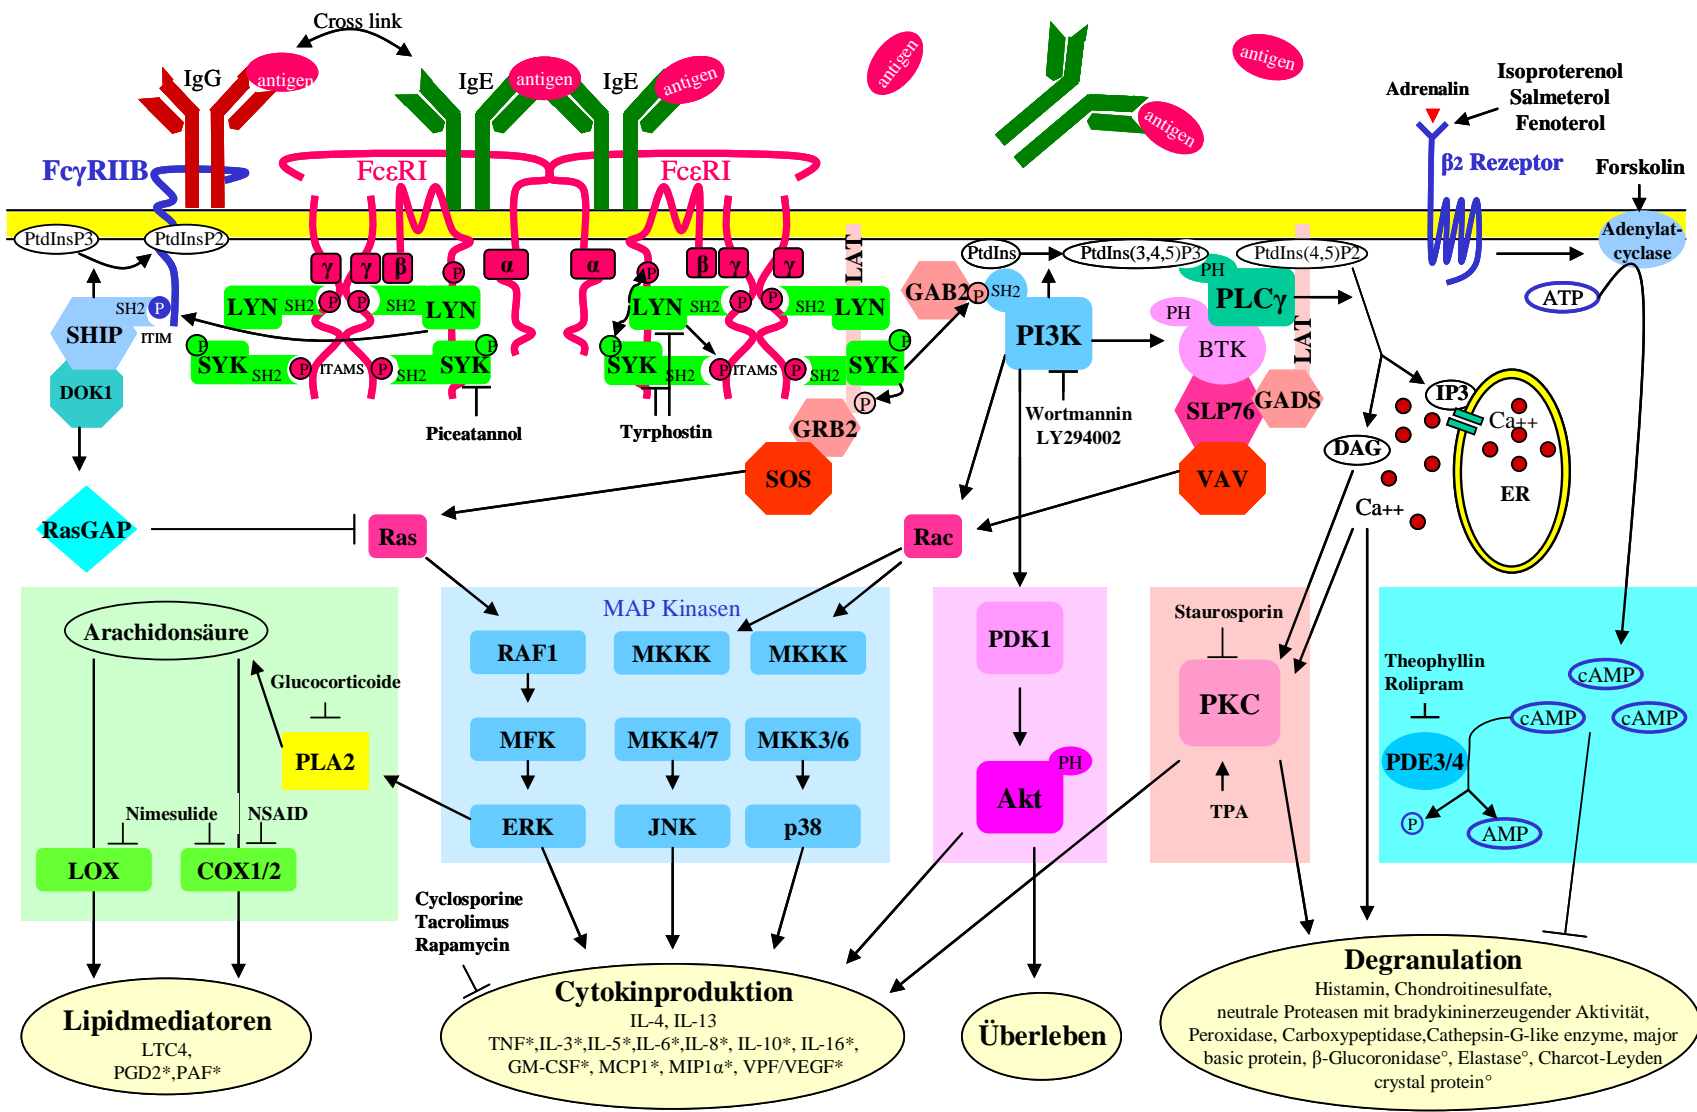 Cross link
IgG
antigen
IgE
antigen
IgE
antigen
antigen
antigen
antigen
Adrenalin
Isoproterenol
Salmeterol
Fenoterol
FcγRIIB
FcεRI
FcεRI
β2 Rezeptor
Forskolin
PtdInsP3
PtdInsP2
LAT
PtdIns
PtdIns(3,4,5)P3
PtdIns(4,5)P2
Adenylat-
cyclase
γ
γ
β
P
α
α
P
β
γ
γ
PH
GAB2
P
SH2
PLCγ
ATP
SHIP
SH2
P
ITIM
LYN
SH2
P
P
SH2
LYN
LYN
SH2
P
P
SH2
LYN
PI3K
PH
BTK
LAT
P
SYK
SH2
P
ITAMS
P
SH2
SYK
P
P
SYK
SH2
P
ITAMS
P
SH2
SYK
P
DOK1
P
GRB2
Piceatannol
Tyrphostin
Wortmannin
LY294002
SLP76
GADS
IP3
Ca++
DAG
ER
SOS
VAV
Ca++
RasGAP
Ras
Rac
Arachidonsäure
MAP Kinasen
Staurosporin
RAF1
MKKK
MKKK
PDK1
Glucocorticoide
Theophyllin
Rolipram
cAMP
PKC
cAMP
cAMP
PLA2
MFK
MKK4/7
MKK3/6
PH
PDE3/4
Akt
TPA
Nimesulide
NSAID
ERK
JNK
p38
P
AMP
LOX
COX1/2
Cyclosporine
Tacrolimus
Rapamycin
Lipidmediatoren
LTC4,
PGD2*,PAF*
Cytokinproduktion
IL-4, IL-13
TNF*,IL-3*,IL-5*,IL-6*,IL-8*, IL-10*, IL-16*,
GM-CSF*, MCP1*, MIP1α*, VPF/VEGF*
Überleben
Degranulation
Histamin, Chondroitinesulfate,
neutrale Proteasen mit bradykininerzeugender Aktivität,
Peroxidase, Carboxypeptidase,Cathepsin-G-like enzyme, major
basic protein, β-Glucoronidase°, Elastase°, Charcot-Leyden
crystal protein°